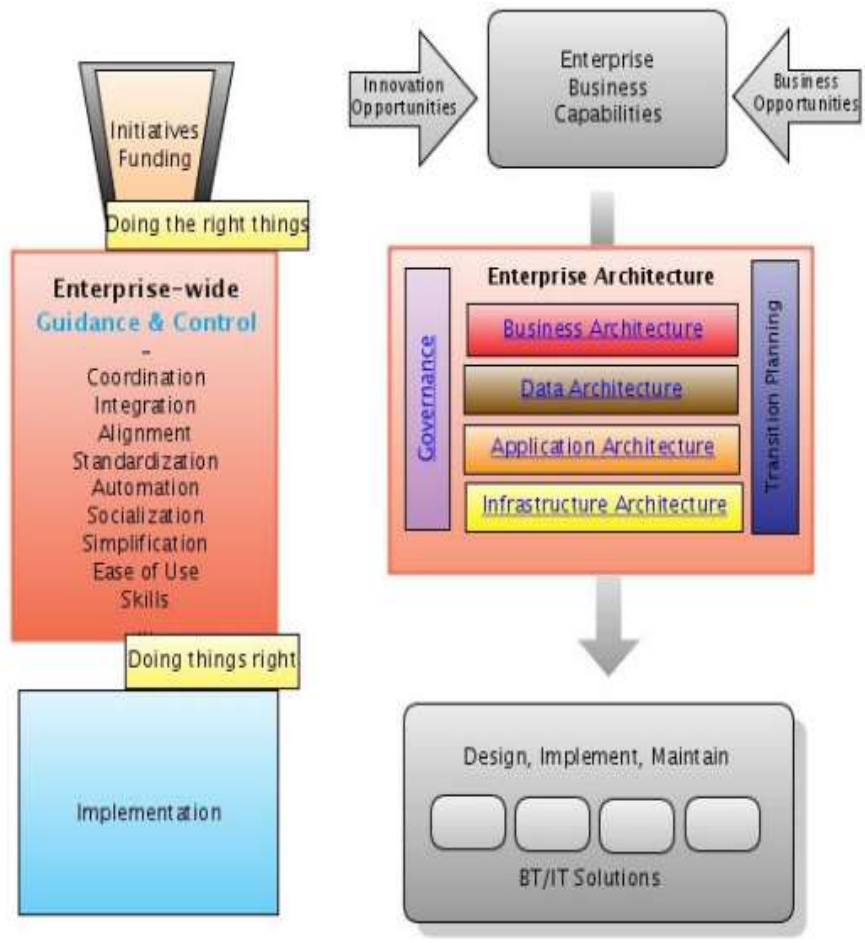 Initiatives
Funding
Doing the right things
Enterprise-wide
Guidance & Control
-
Coordination
Integration
Alignment
Standardization
Automation
Socialization
Simplification
Ease of Use
Skills
...
Doing things right
Implementation
Innovation
Opportunities
Enterprise
Business
Capabilities
Business
Opportunities
Enterprise Architecture
Governance
Business Architecture
Data Architecture
Application Architecture
Infrastructure Architecture
Transition Planning
Design, Implement, Maintain
BT/IT Solutions